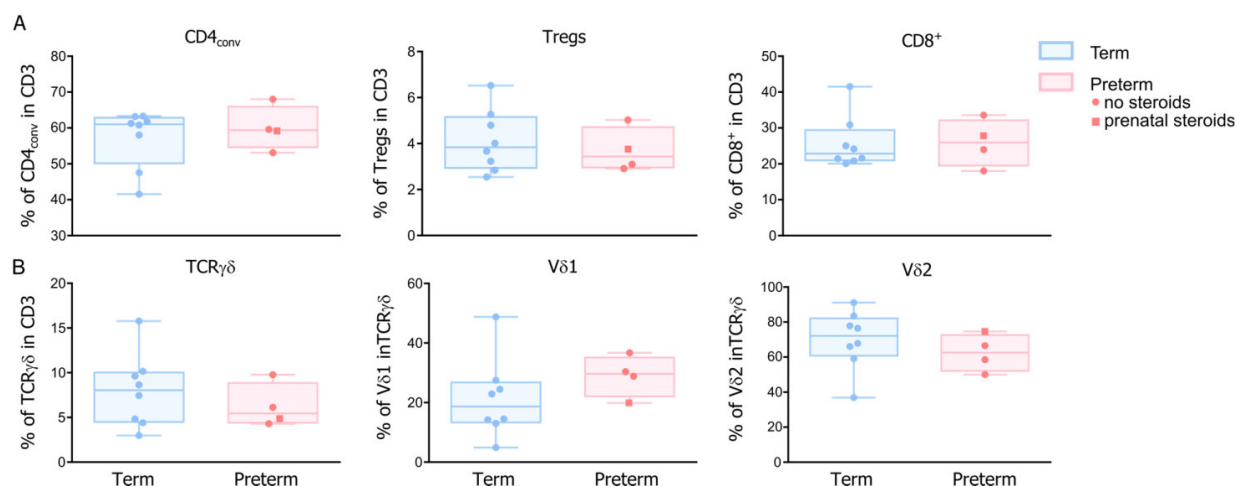 A
CD4conv
Tregs
CD8+
% of CD4conv in CD3
80
70
60
50
40
30
% of Tregs in CD3
8
6
4
2
0
% of CD8+ in CD3
50
40
30
20
10
0
Term
Preterm
no steroids
prenatal steroids
B
TCRγδ
Vδ1
Vδ2
% of TCRγδ in CD3
20
15
10
5
0
% of Vδ1 inTCRγδ
60
40
20
0
% of Vδ2 inTCRγδ
100
80
60
40
20
0
Term
Preterm
Term
Preterm
Term
Preterm